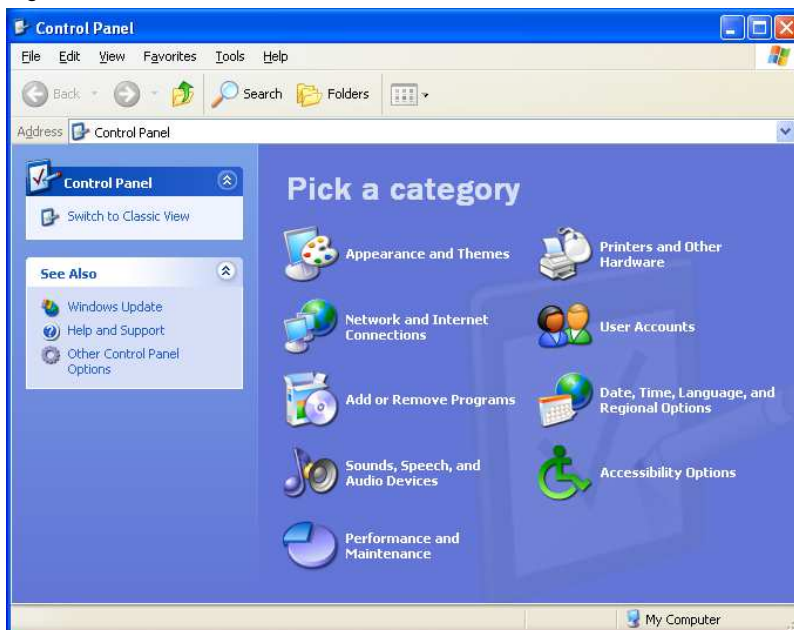 Control Panel
File Edit View Favorites Tools Help
Back Search Folders
Address Control Panel
Control Panel
Switch to Classic View
See Also
Windows Update
Help and Support
Other Control Panel
Options
Pick a category
Appearance and Themes
Printers and Other
Hardware
Network and Internet
Connections
User Accounts
Add or Remove Programs
Date, Time, Language, and
Regional Options
Sounds, Speech, and
Audio Devices
Accessibility Options
Performance and
Maintenance
My Computer